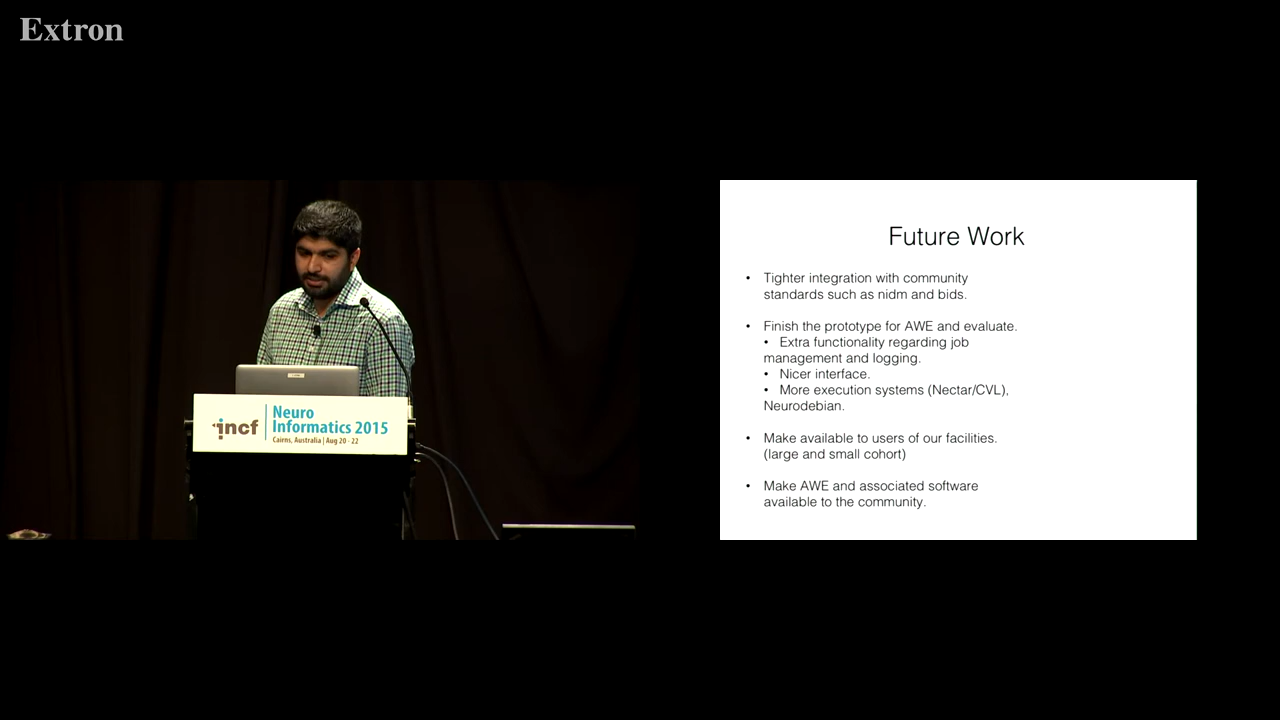 Extron
incf
Neuro
Informatics 2015
Cairns, Australia | Aug 20 - 22
Future Work
• Tighter integration with community
standards such as nidm and bids.
• Finish the prototype for AWE and evaluate.
• Extra functionality regarding job
management and logging.
• Nicer interface.
• More execution systems (Nectar/CVL),
Neurodebian.
• Make available to users of our facilities.
(large and small cohort)
• Make AWE and associated software
available to the community.